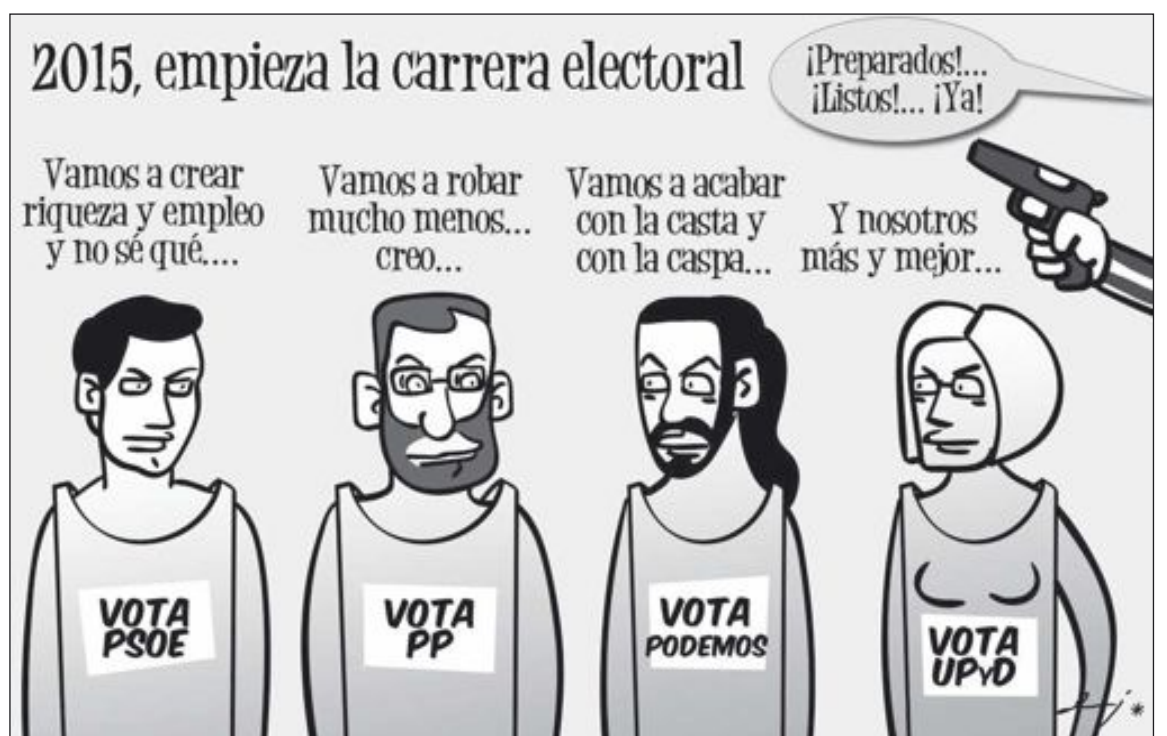 2015, empieza la carrera electoral
¡Preparados!...
¡Listos!... ¡Ya!
Vamos a crear
riqueza y empleo
y no sé qué....
Vamos a robar
mucho menos...
creo...
Vamos a acabar
con la casta y
con la caspa...
Y nosotros
más y mejor...
VOTA
PSOE
VOTA
PP
VOTA
PODEMOS
VOTA
UPyD